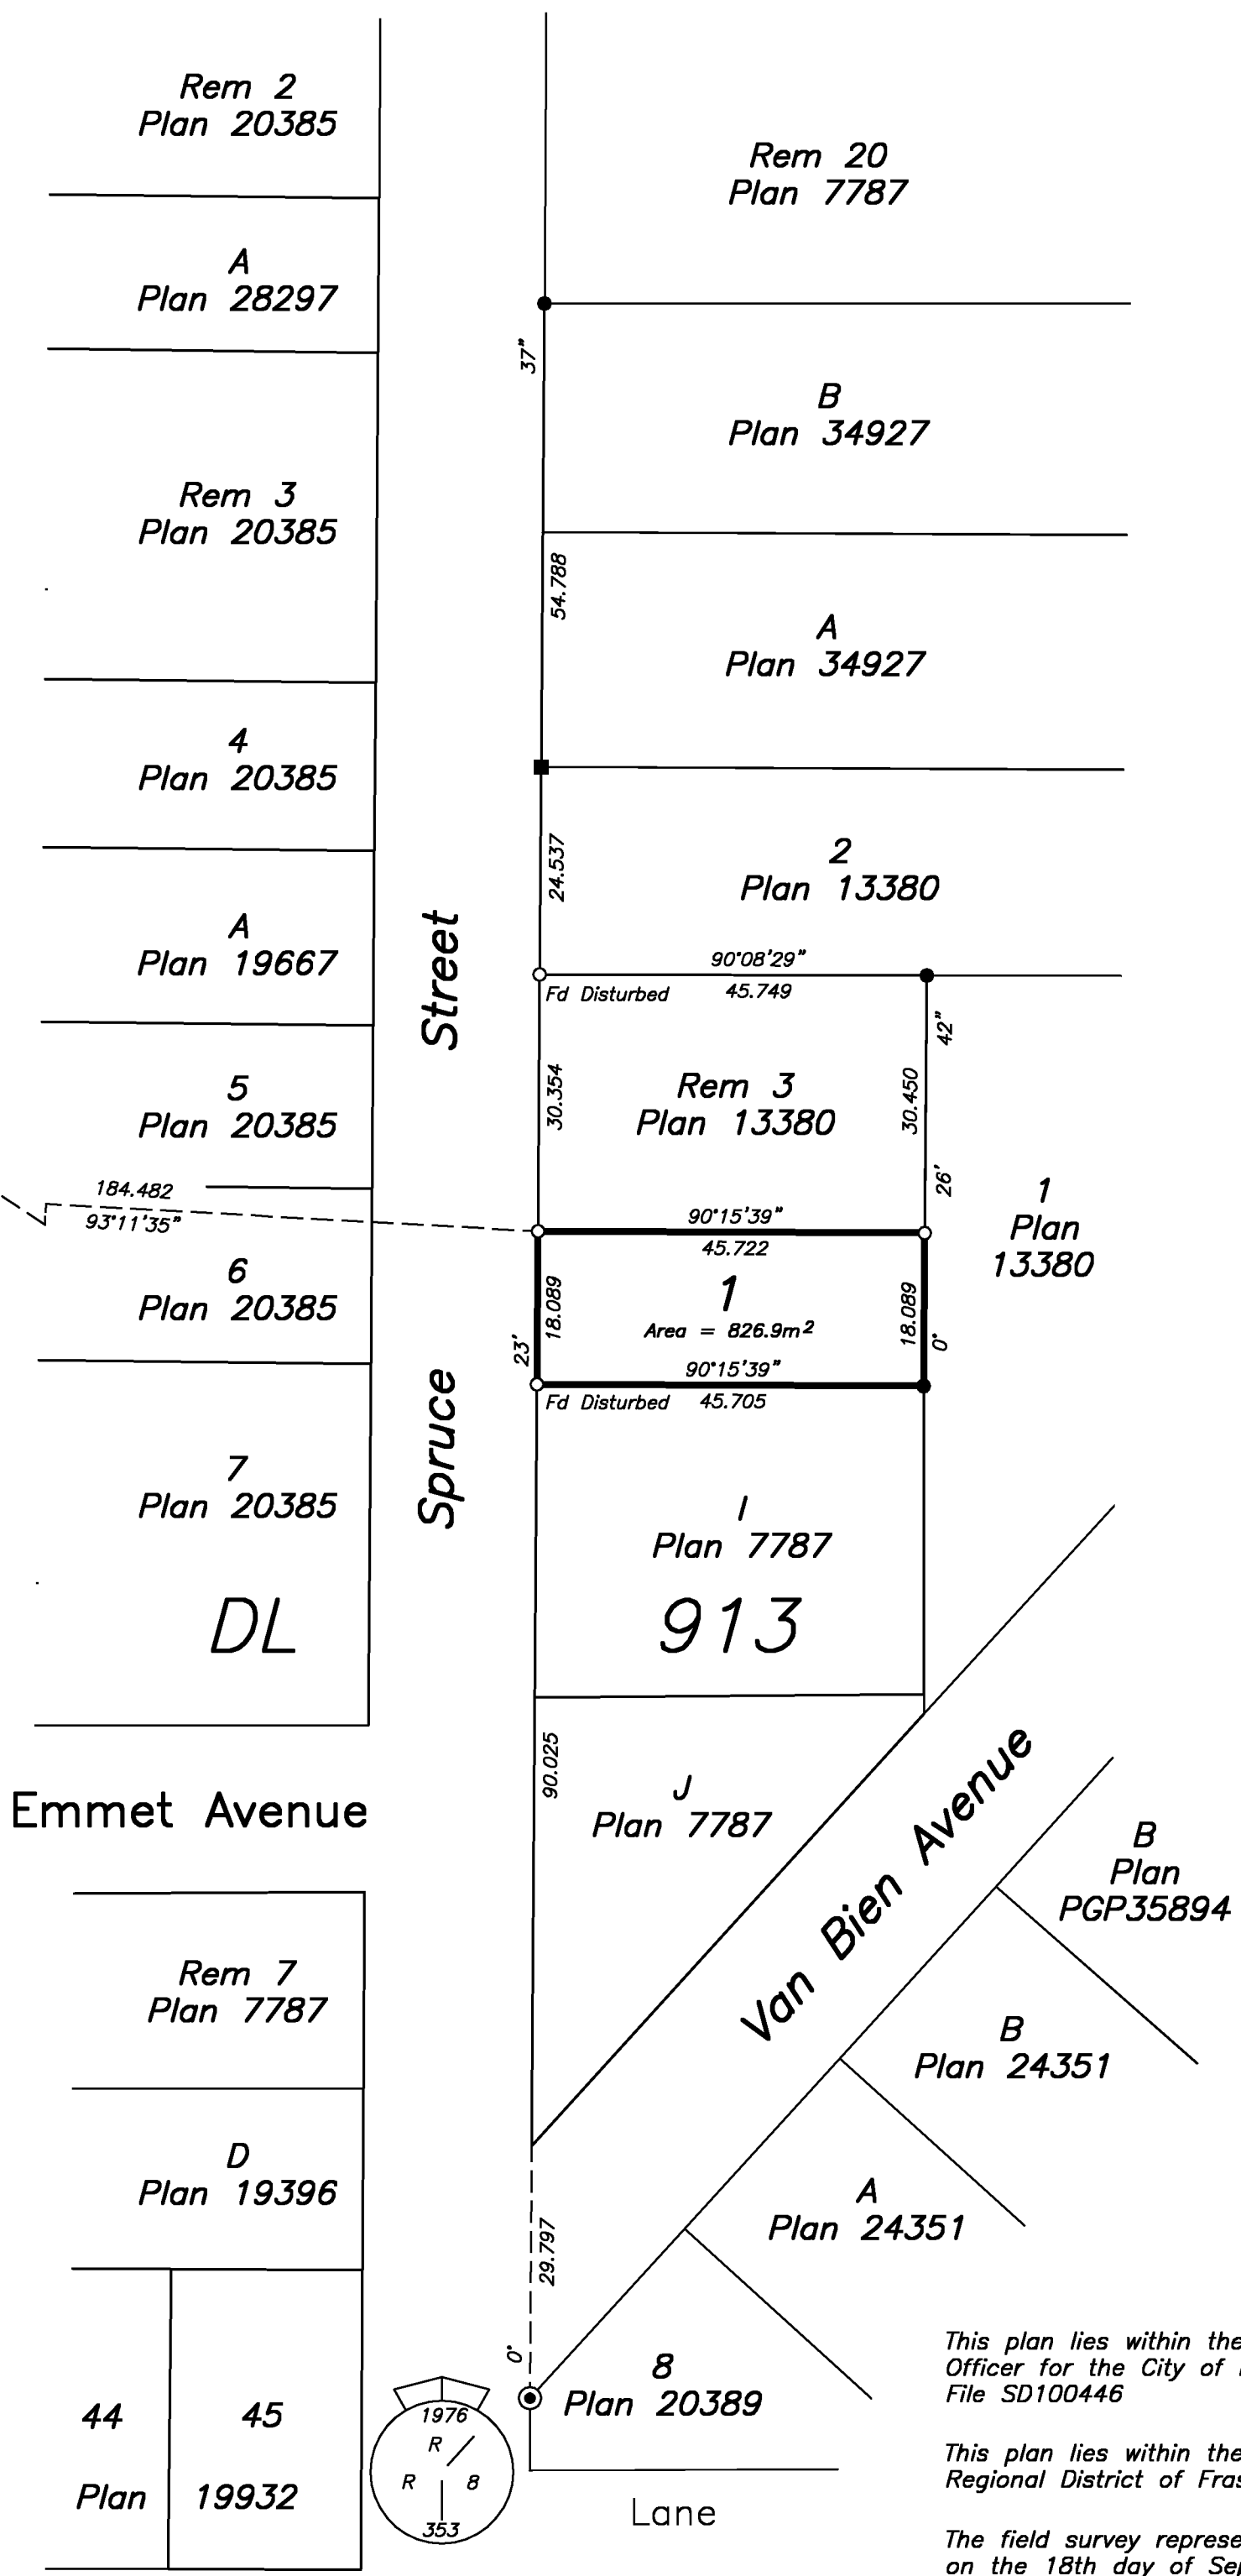 Rem 2
Plan 20385
Rem 20
Plan 7787
A
Plan 28297
37"
B
Plan 34927
Rem 3
Plan 20385
54.788
A
Plan 34927
4
Plan 20385
24.537
2
Plan 13380
A
Plan 19667
Street
90°08'29"
Fd Disturbed 45.749
42"
5
Plan 20385
30.354
Rem 3
Plan 13380
30.450
26'
184.482
93°11'35"
90°15'39"
45.722
1
Plan
13380
6
Plan 20385
23'
18.089
1
Area = 826.9m²
18.089
0°
90°15'39"
Fd Disturbed 45.705
Spruce
7
Plan 20385
I
Plan 7787
DL
913
90.025
Emmet Avenue
J
Plan 7787
Van Bien Avenue
B
Plan
PGP35894
Rem 7
Plan 7787
B
Plan 24351
D
Plan 19396
A
Plan 24351
29.797
0°
8
Plan 20389
44 45
Plan 19932
1976
R
R 8
353
Lane
This plan lies within the
Officer for the City of
File SD100446
This plan lies within the
Regional District of Fras
The field survey represe
on the 18th day of Sep